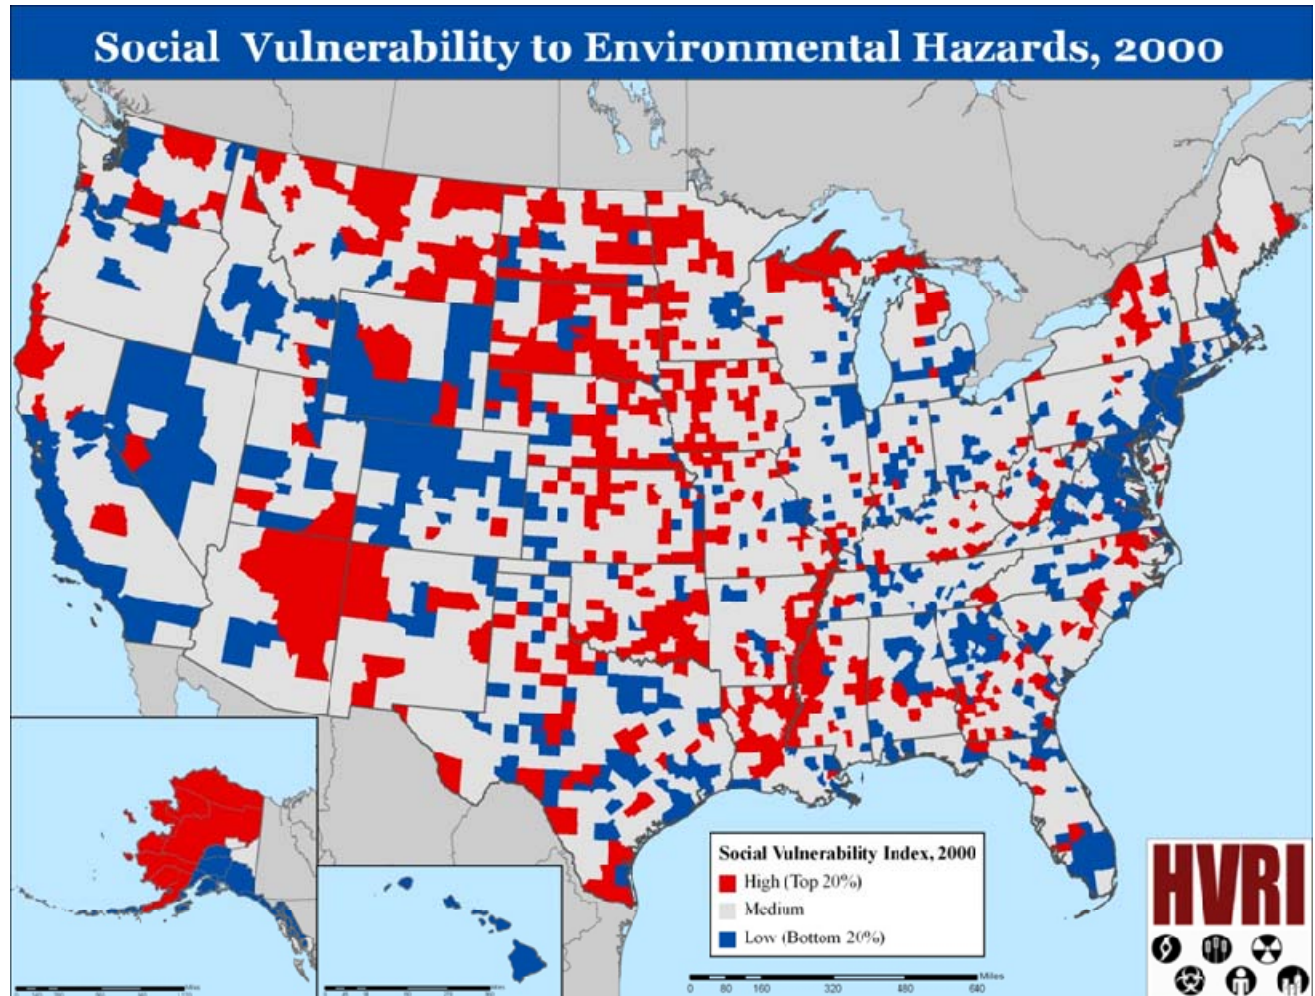 Social Vulnerability to Environmental Hazards, 2000
Social Vulnerability Index, 2000
High (Top 20%)
Medium
Low (Bottom 20%)
HVRI
Miles
0 80 160 320 480 640